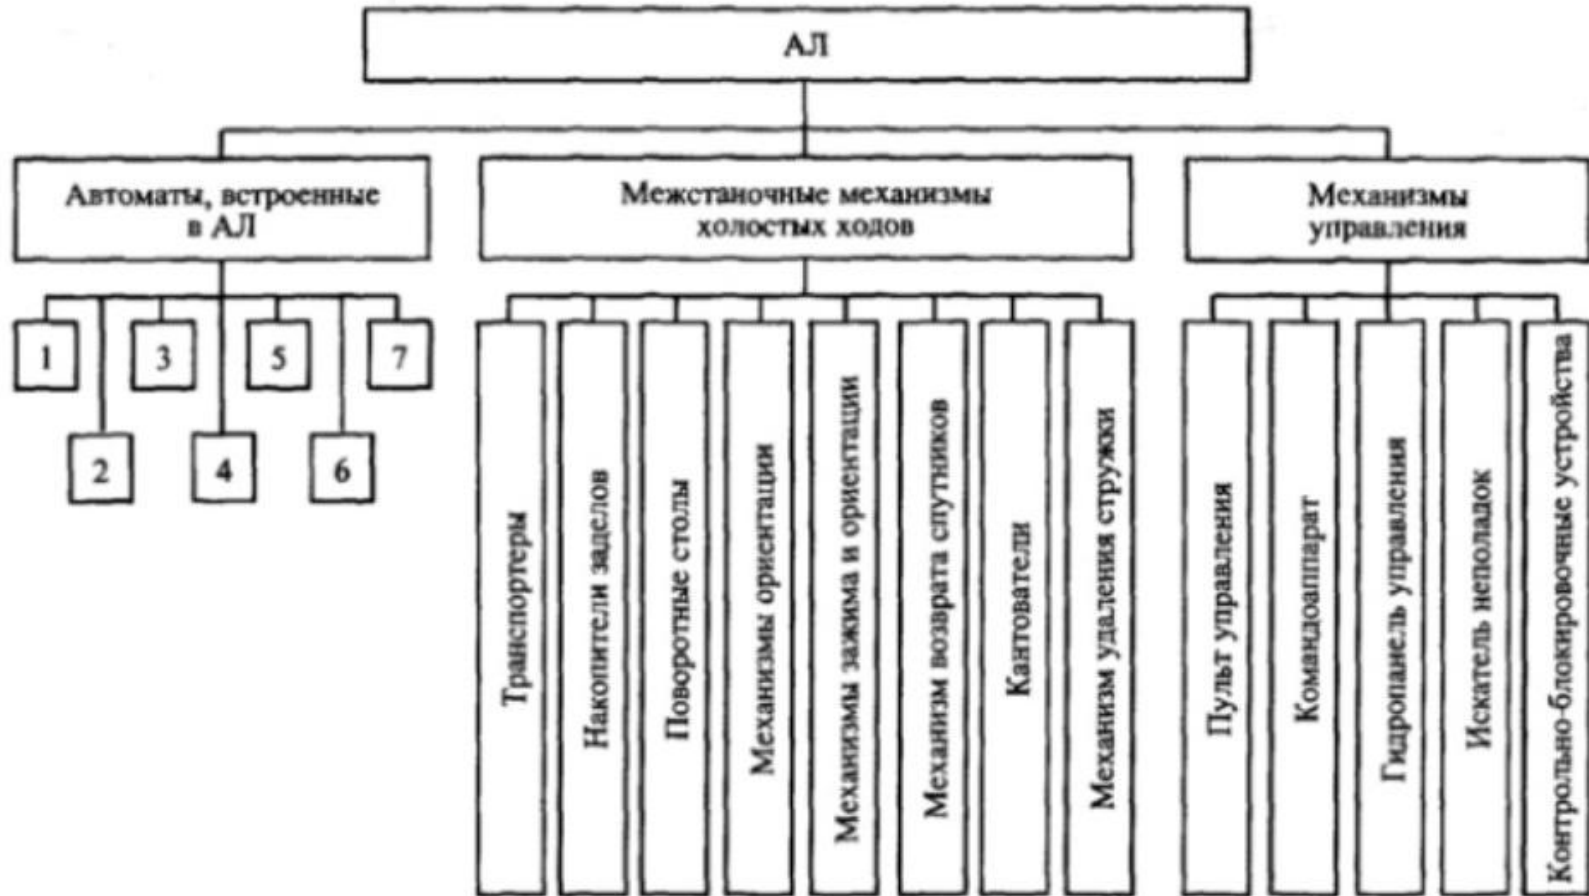 АЛ
Автоматы, встроенные
в АЛ
Межстаночные механизмы
холостых ходов
Механизмы
управления
1
2
3
4
5
6
7
Транспортеры
Накопители заделов
Поворотные столы
Механизмы ориентации
Механизмы зажима и ориентации
Механизм возврата спутников
Кантователи
Механизм удаления стружки
Пульт управления
Командоаппарат
Гидропанель управления
Искатель неполадок
Контрольно-блокировочные устройства